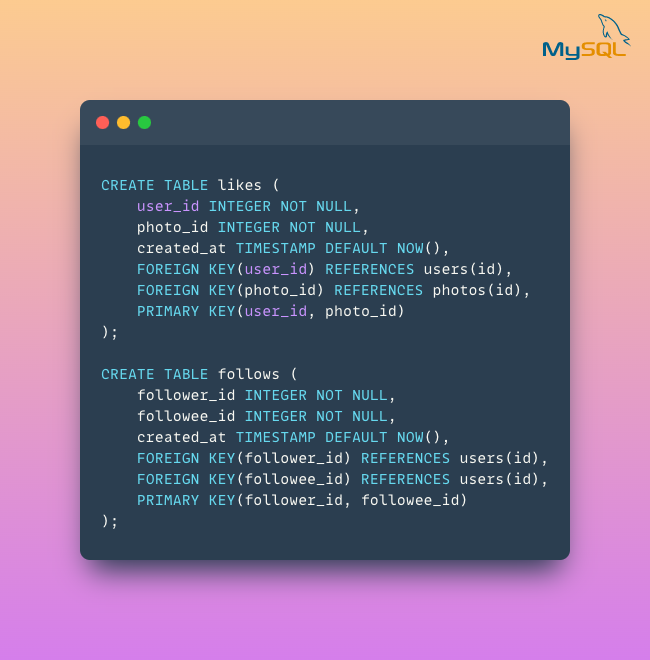 MySQL
CREATE TABLE likes (
    user_id INTEGER NOT NULL,
    photo_id INTEGER NOT NULL,
    created_at TIMESTAMP DEFAULT NOW(),
    FOREIGN KEY(user_id) REFERENCES users(id),
    FOREIGN KEY(photo_id) REFERENCES photos(id),
    PRIMARY KEY(user_id, photo_id)
);
CREATE TABLE follows (
    follower_id INTEGER NOT NULL,
    followee_id INTEGER NOT NULL,
    created_at TIMESTAMP DEFAULT NOW(),
    FOREIGN KEY(follower_id) REFERENCES users(id),
    FOREIGN KEY(followee_id) REFERENCES users(id),
    PRIMARY KEY(follower_id, followee_id)
);